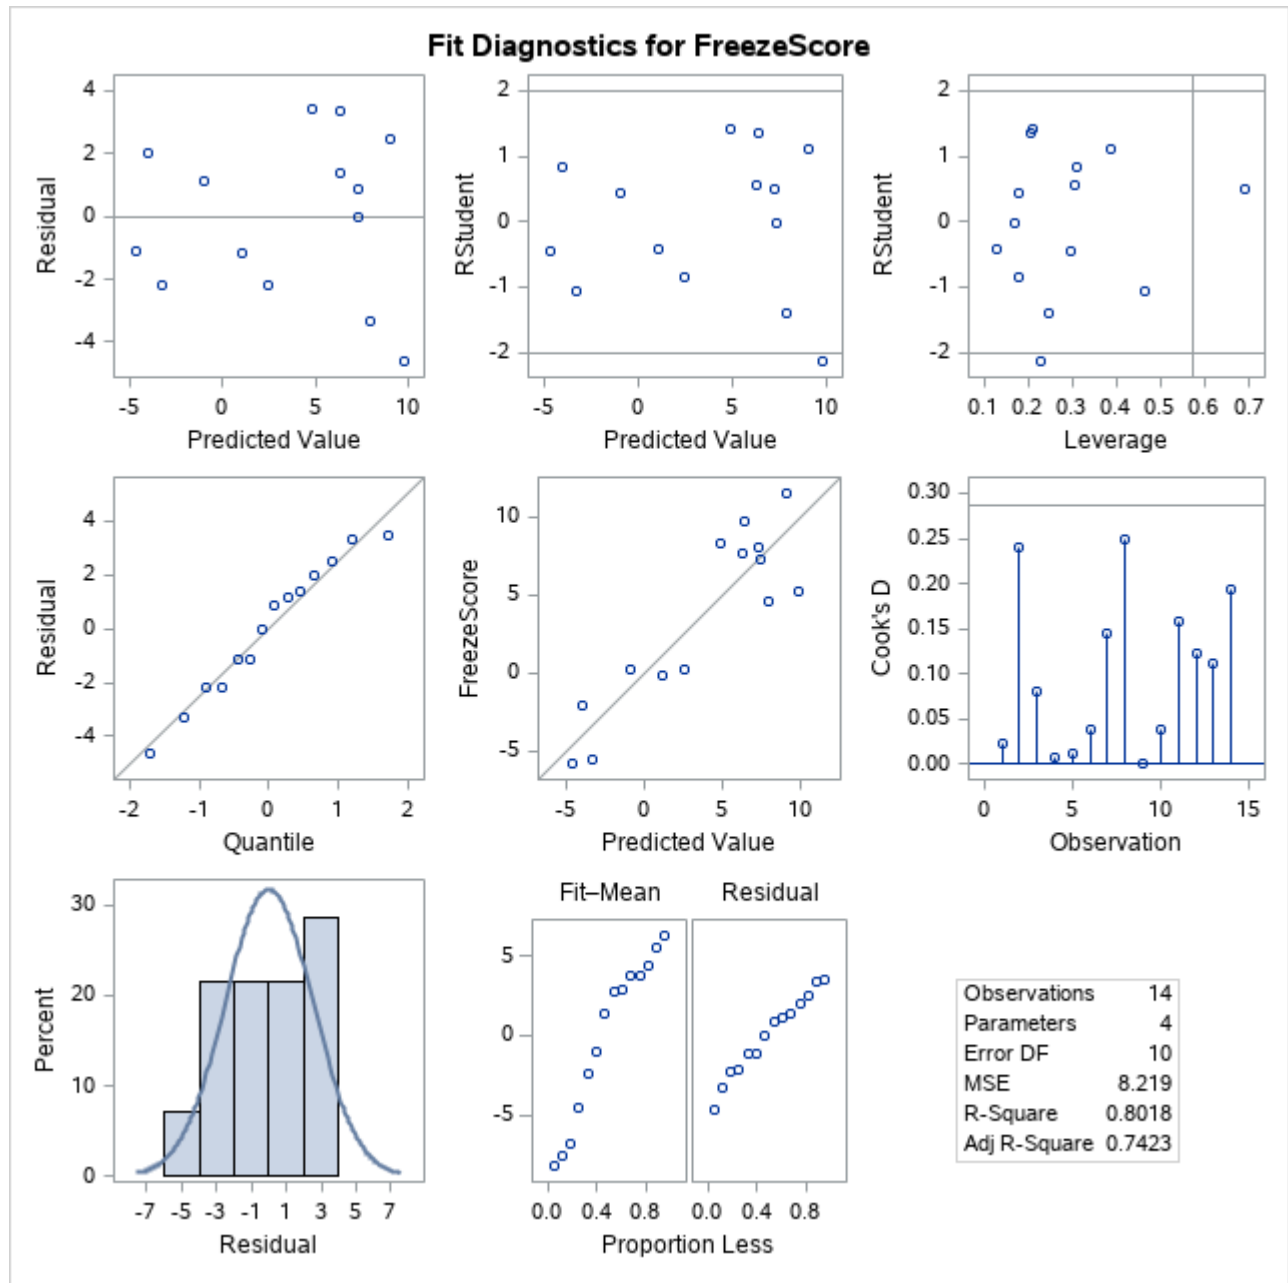 Fit Diagnostics for FreezeScore
4
2
0
-2
-4
Residual
-5 0 5 10
Predicted Value
2
1
0
-1
-2
RStudent
-5 0 5 10
Predicted Value
2
1
0
-1
-2
RStudent
0.1 0.2 0.3 0.4 0.5 0.6 0.7
Leverage
4
2
0
-2
-4
Residual
-2 -1 0 1 2
Quantile
10
5
0
-5
FreezeScore
-5 0 5 10
Predicted Value
0.30
0.25
0.20
0.15
0.10
0.05
0.00
Cook's D
0 5 10 15
Observation
30
20
10
0
Percent
-7 -5 -3 -1 1 3 5 7
Residual
Fit–Mean Residual
5
0
-5
0.0 0.4 0.8 0.0 0.4 0.8
Proportion Less
Observations 14
Parameters 4
Error DF 10
MSE 8.219
R-Square 0.8018
Adj R-Square 0.7423